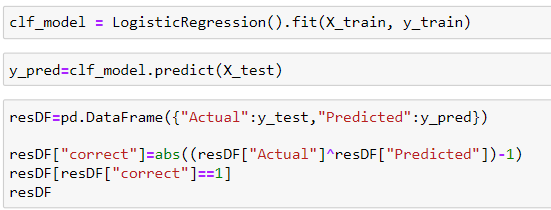 clf_model = LogisticRegression().fit(X_train, y_train)
y_pred=clf_model.predict(X_test)
resDF=pd.DataFrame({"Actual":y_test,"Predicted":y_pred})
resDF["correct"]=abs((resDF["Actual"]^resDF["Predicted"])-1)
resDF[resDF["correct"]==1]
resDF